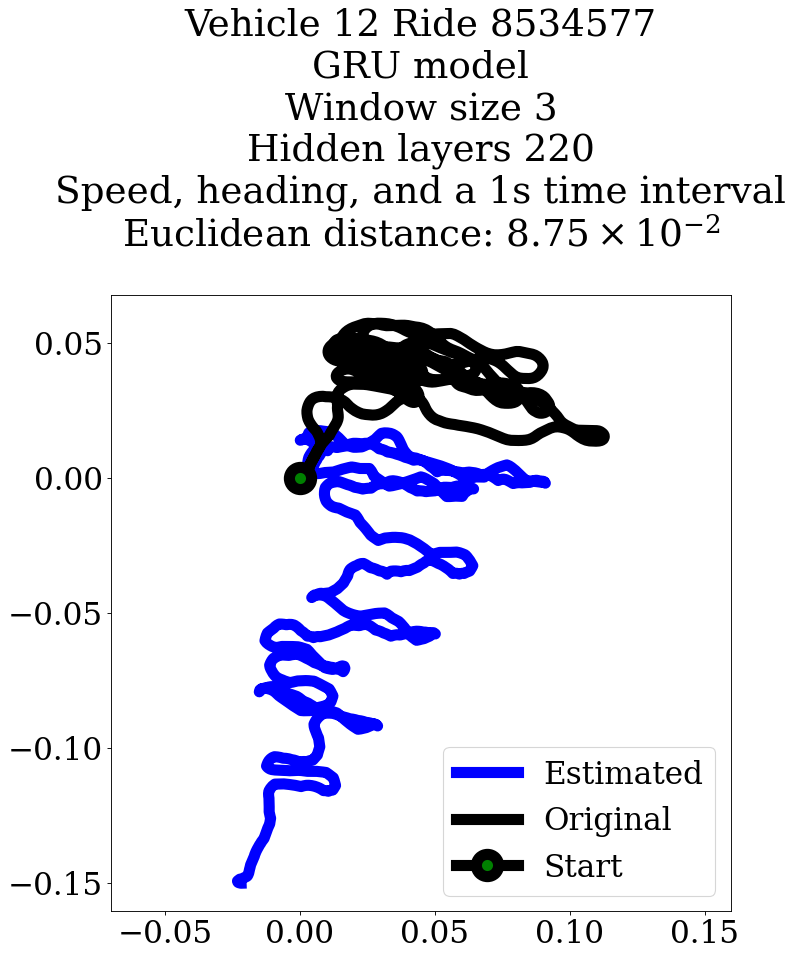 Vehicle 12 Ride 8534577
GRU model
Window size 3
Hidden layers 220
Speed, heading, and a 1s time interval
Euclidean distance: 8.75 × 10⁻²
0.05
0.00
−0.05
−0.10
−0.15
−0.05 0.00 0.05 0.10 0.15
Estimated
Original
Start